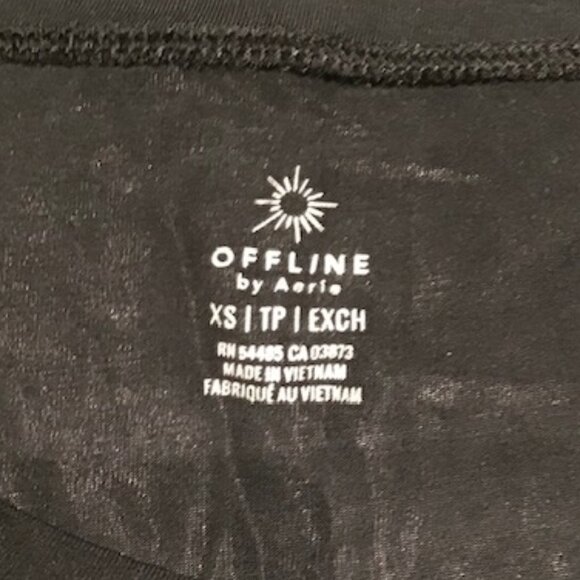 OFFLINE
by Aerie
XS | TP | EXCH
RN 54485 CA 03873
MADE IN VIETNAM
FABRIQUÉ AU VIETNAM